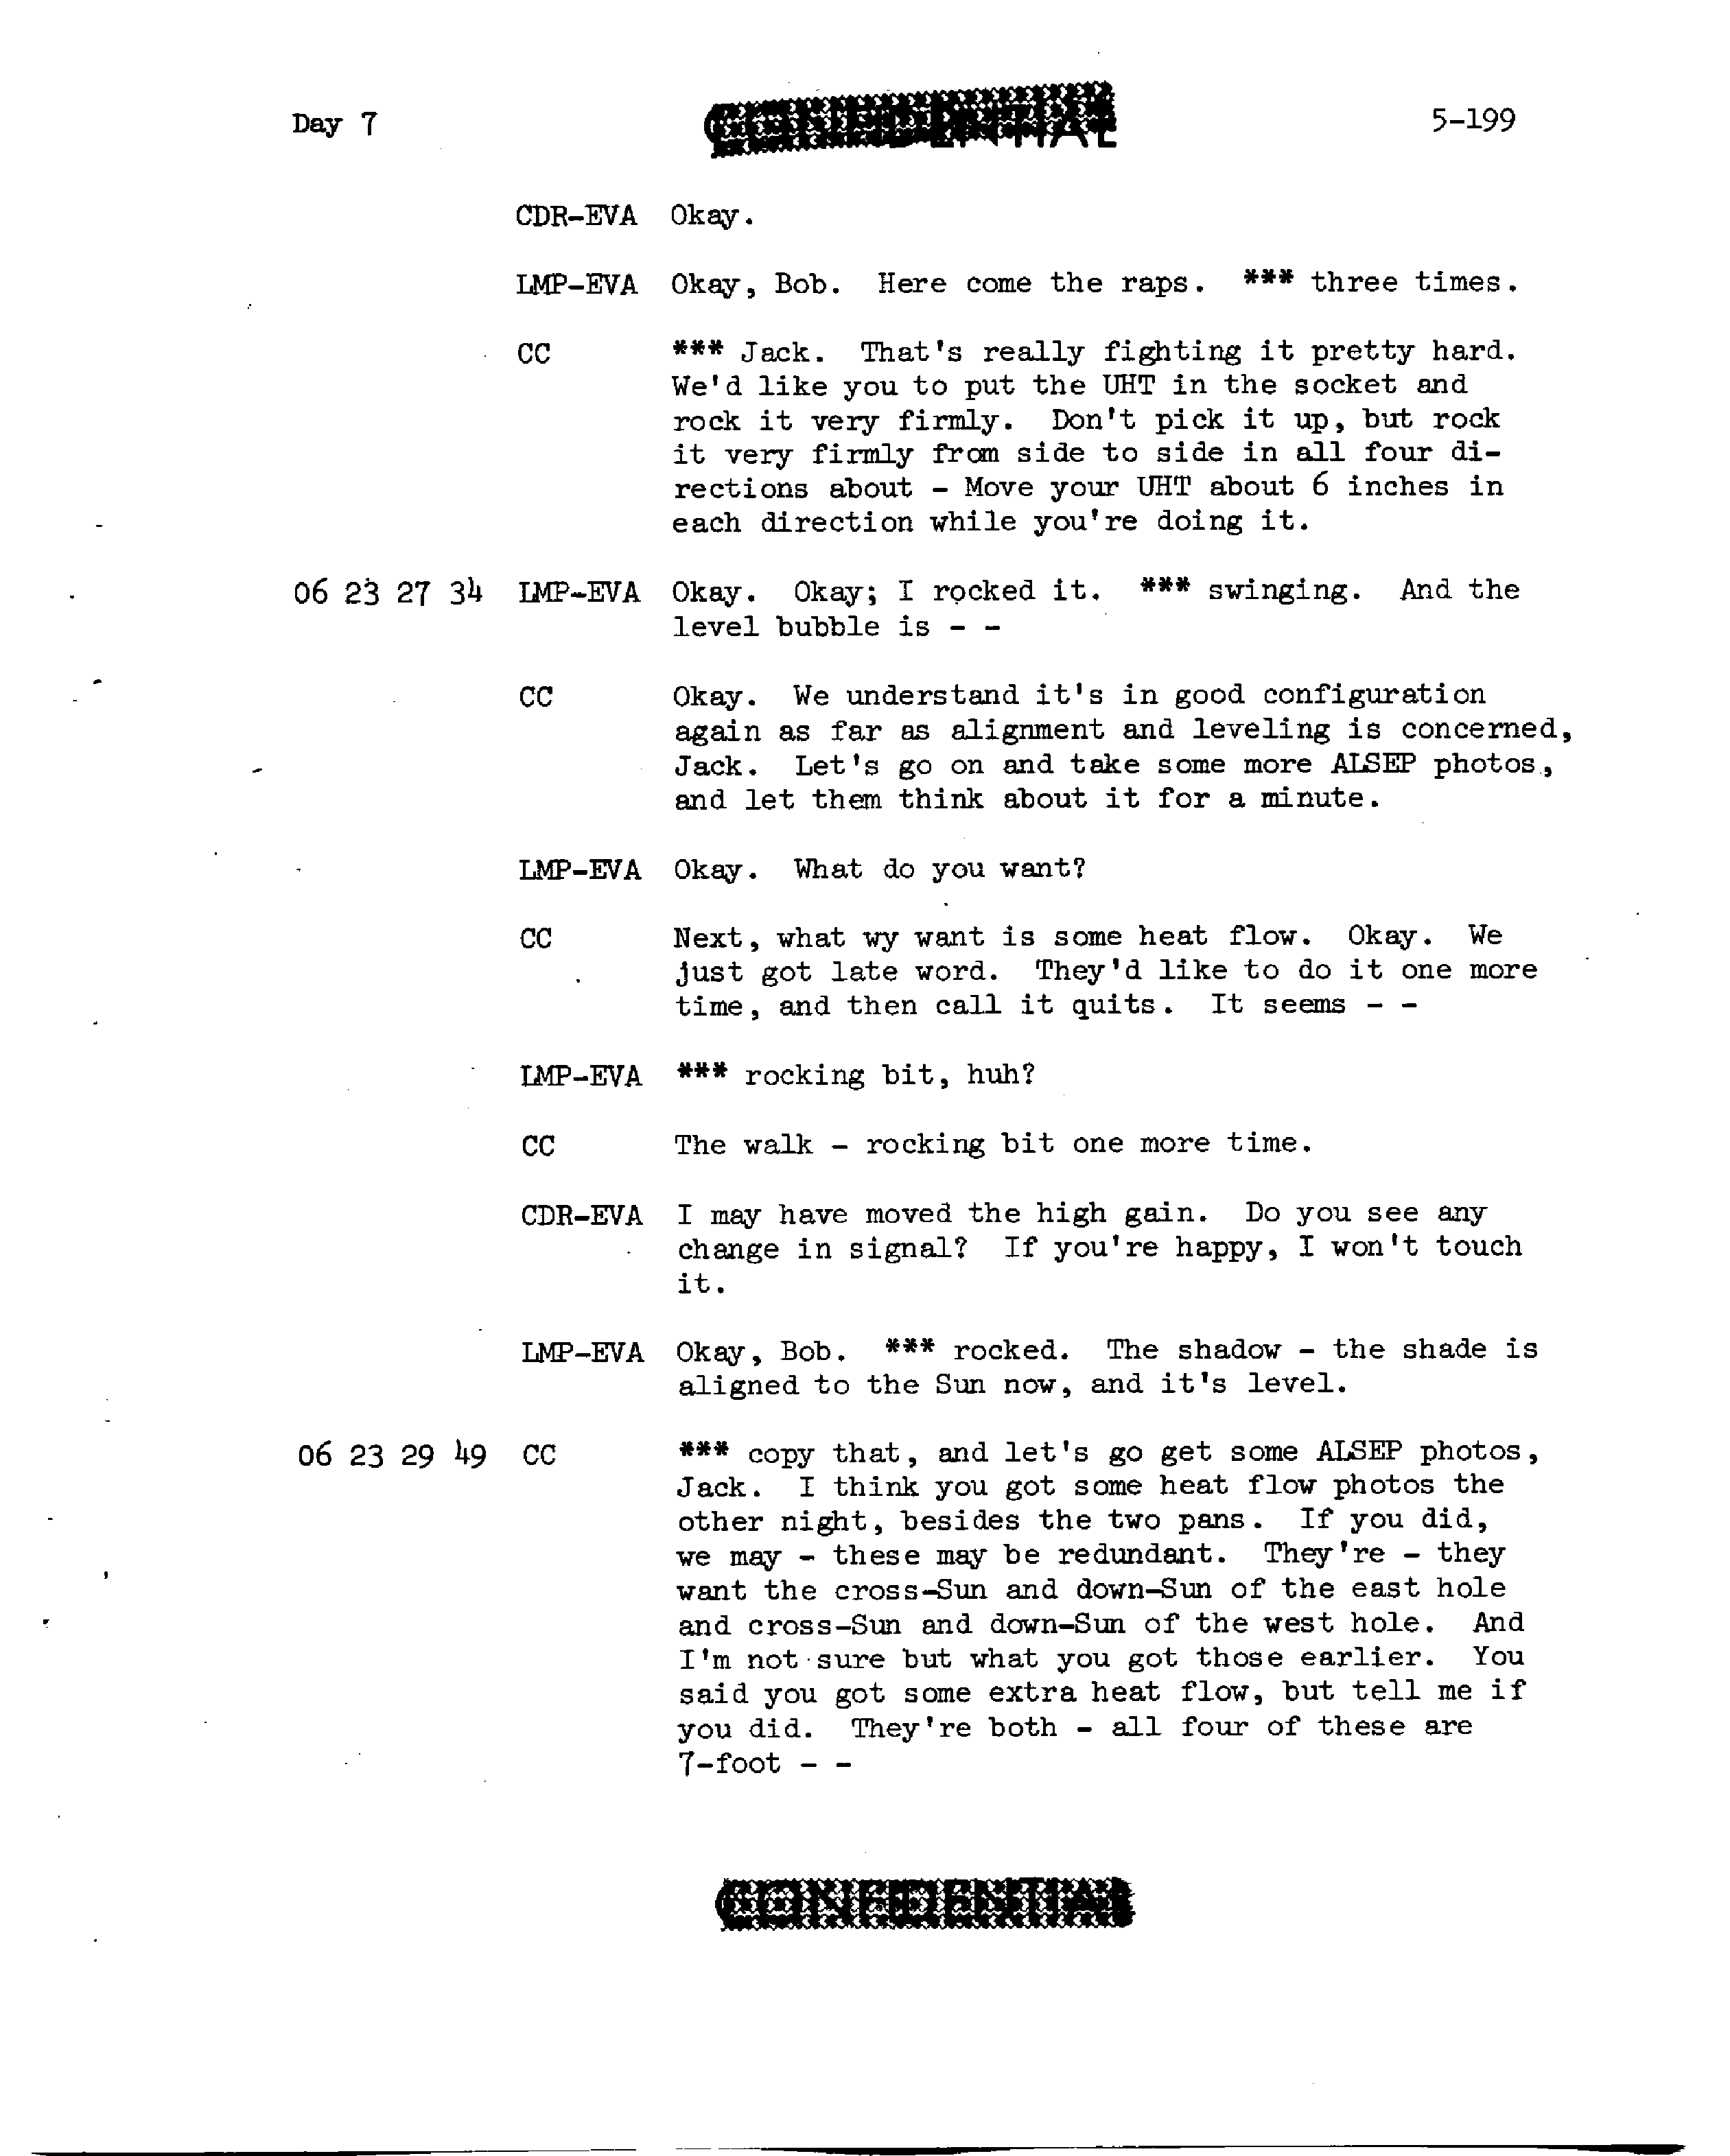 Day 7
CONFIDENTIAL
5-199
CDR-EVA Okay.
LMP-EVA Okay, Bob. Here come the raps. *** three times.
CC *** Jack. That's really fighting it pretty hard.
We'd like you to put the UHT in the socket and
rock it very firmly. Don't pick it up, but rock
it very firmly from side to side in all four di-
rections about - Move your UHT about 6 inches in
each direction while you're doing it.
06 23 27 34 LMP-EVA Okay. Okay; I rocked it. *** swinging. And the
level bubble is - -
CC Okay. We understand it's in good configuration
again as far as alignment and leveling is concerned,
Jack. Let's go on and take some more ALSEP photos,
and let them think about it for a minute.
LMP-EVA Okay. What do you want?
CC Next, what wy want is some heat flow. Okay. We
just got late word. They'd like to do it one more
time, and then call it quits. It seems - -
LMP-EVA *** rocking bit, huh?
CC The walk - rocking bit one more time.
CDR-EVA I may have moved the high gain. Do you see any
change in signal? If you're happy, I won't touch
it.
LMP-EVA Okay, Bob. *** rocked. The shadow - the shade is
aligned to the Sun now, and it's level.
06 23 29 49 CC *** copy that, and let's go get some ALSEP photos,
Jack. I think you got some heat flow photos the
other night, besides the two pans. If you did,
we may - these may be redundant. They're - they
want the cross-Sun and down-Sun of the east hole
and cross-Sun and down-Sun of the west hole. And
I'm not sure but what you got those earlier. You
said you got some extra heat flow, but tell me if
you did. They're both - all four of these are
7-foot - -
CONFIDENTIAL